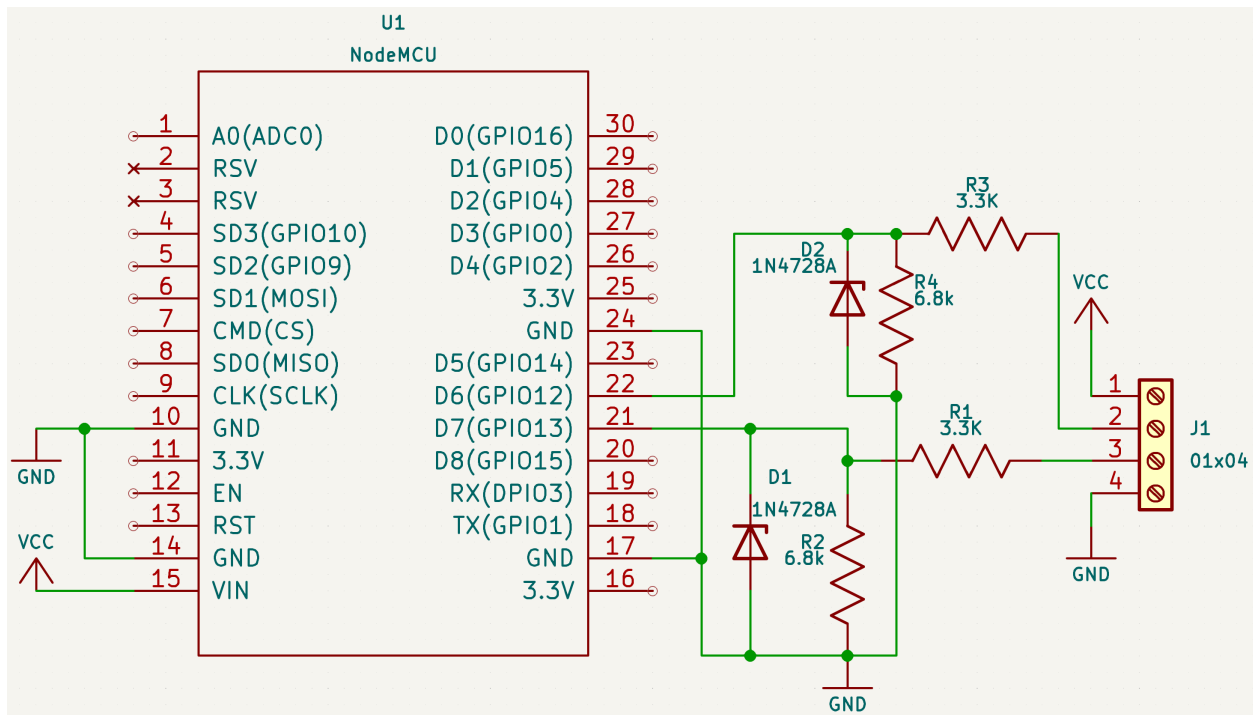 U1
NodeMCU
1 A0(ADC0)
2 RSV
3 RSV
4 SD3(GPIO10)
5 SD2(GPIO9)
6 SD1(MOSI)
7 CMD(CS)
8 SDO(MISO)
9 CLK(SCLK)
10 GND
11 3.3V
12 EN
13 RST
14 GND
15 VIN
GND
VCC
D0(GPIO16) 30
D1(GPIO5) 29
D2(GPIO4) 28
D3(GPIO0) 27
D4(GPIO2) 26
3.3V 25
GND 24
D5(GPIO14) 23
D6(GPIO12) 22
D7(GPIO13) 21
D8(GPIO15) 20
RX(DPIO3) 19
TX(GPIO1) 18
GND 17
3.3V 16
R3
3.3K
D2
1N4728A
R4
6.8k
R1
3.3K
D1
1N4728A
R2
6.8k
GND
VCC
1
2
3
4
J1
01x04
GND